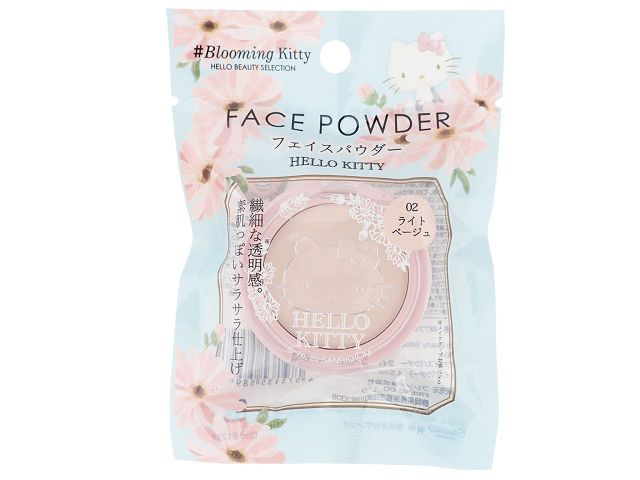 #Blooming Kitty
HELLO BEAUTY SELECTION
FACE POWDER
フェイスパウダー
HELLO KITTY
02
ライト
ベージュ
繊細な透明感。
素肌っぽいサラサラ仕上げ
HELLO
KITTY